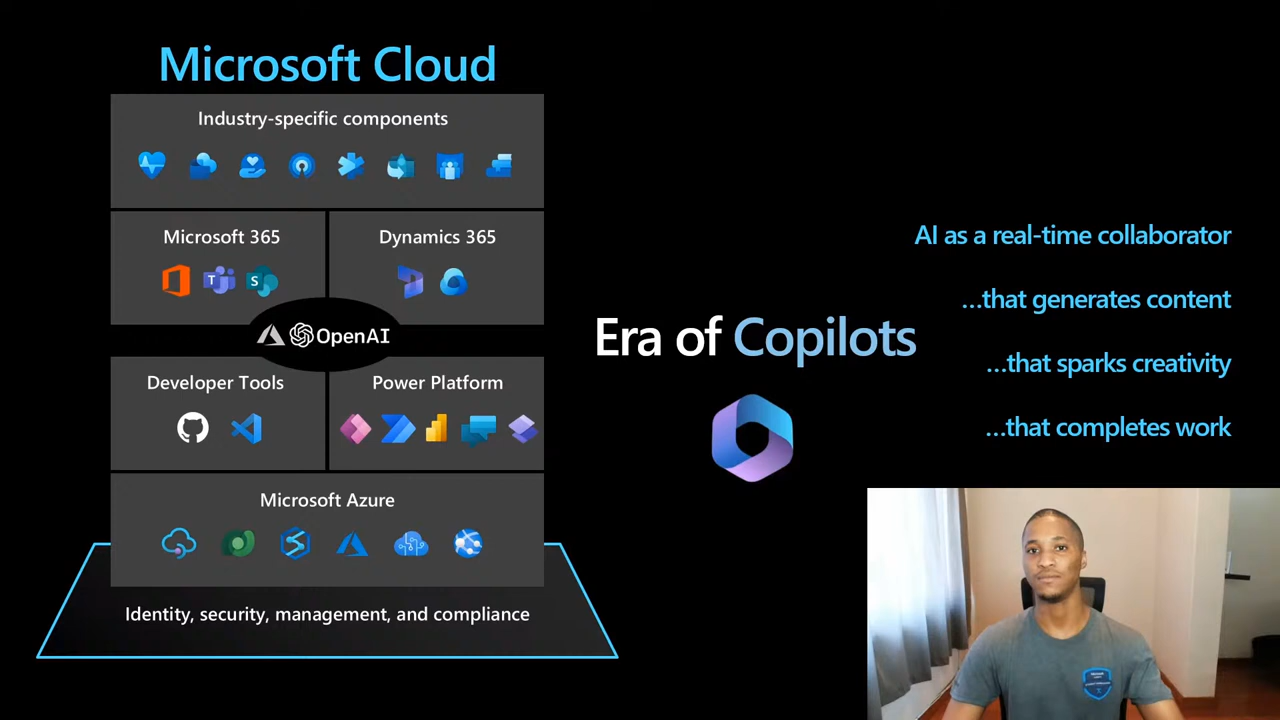 Microsoft Cloud
Industry-specific components
Microsoft 365
Dynamics 365
OpenAI
Developer Tools
Power Platform
Microsoft Azure
Identity, security, management, and compliance
Era of Copilots
AI as a real-time collaborator
...that generates content
...that sparks creativity
...that completes work